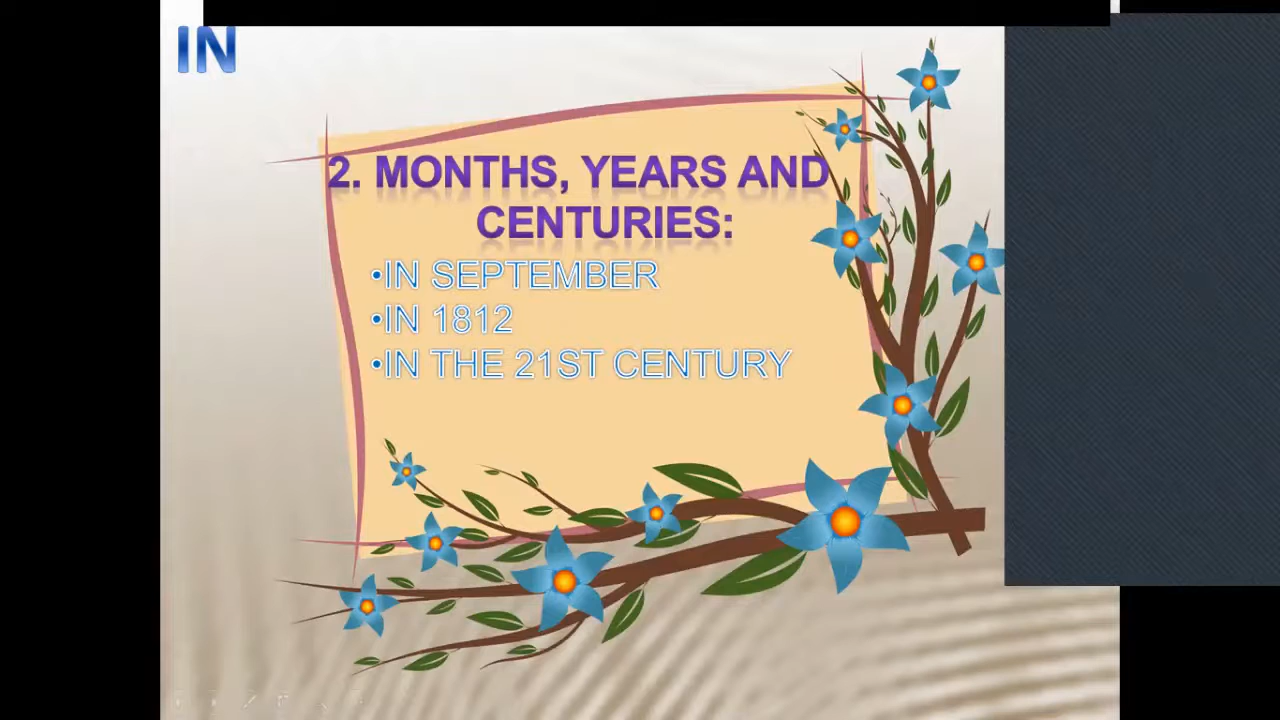 IN
2. MONTHS, YEARS AND
CENTURIES:
•IN SEPTEMBER
•IN 1812
•IN THE 21ST CENTURY